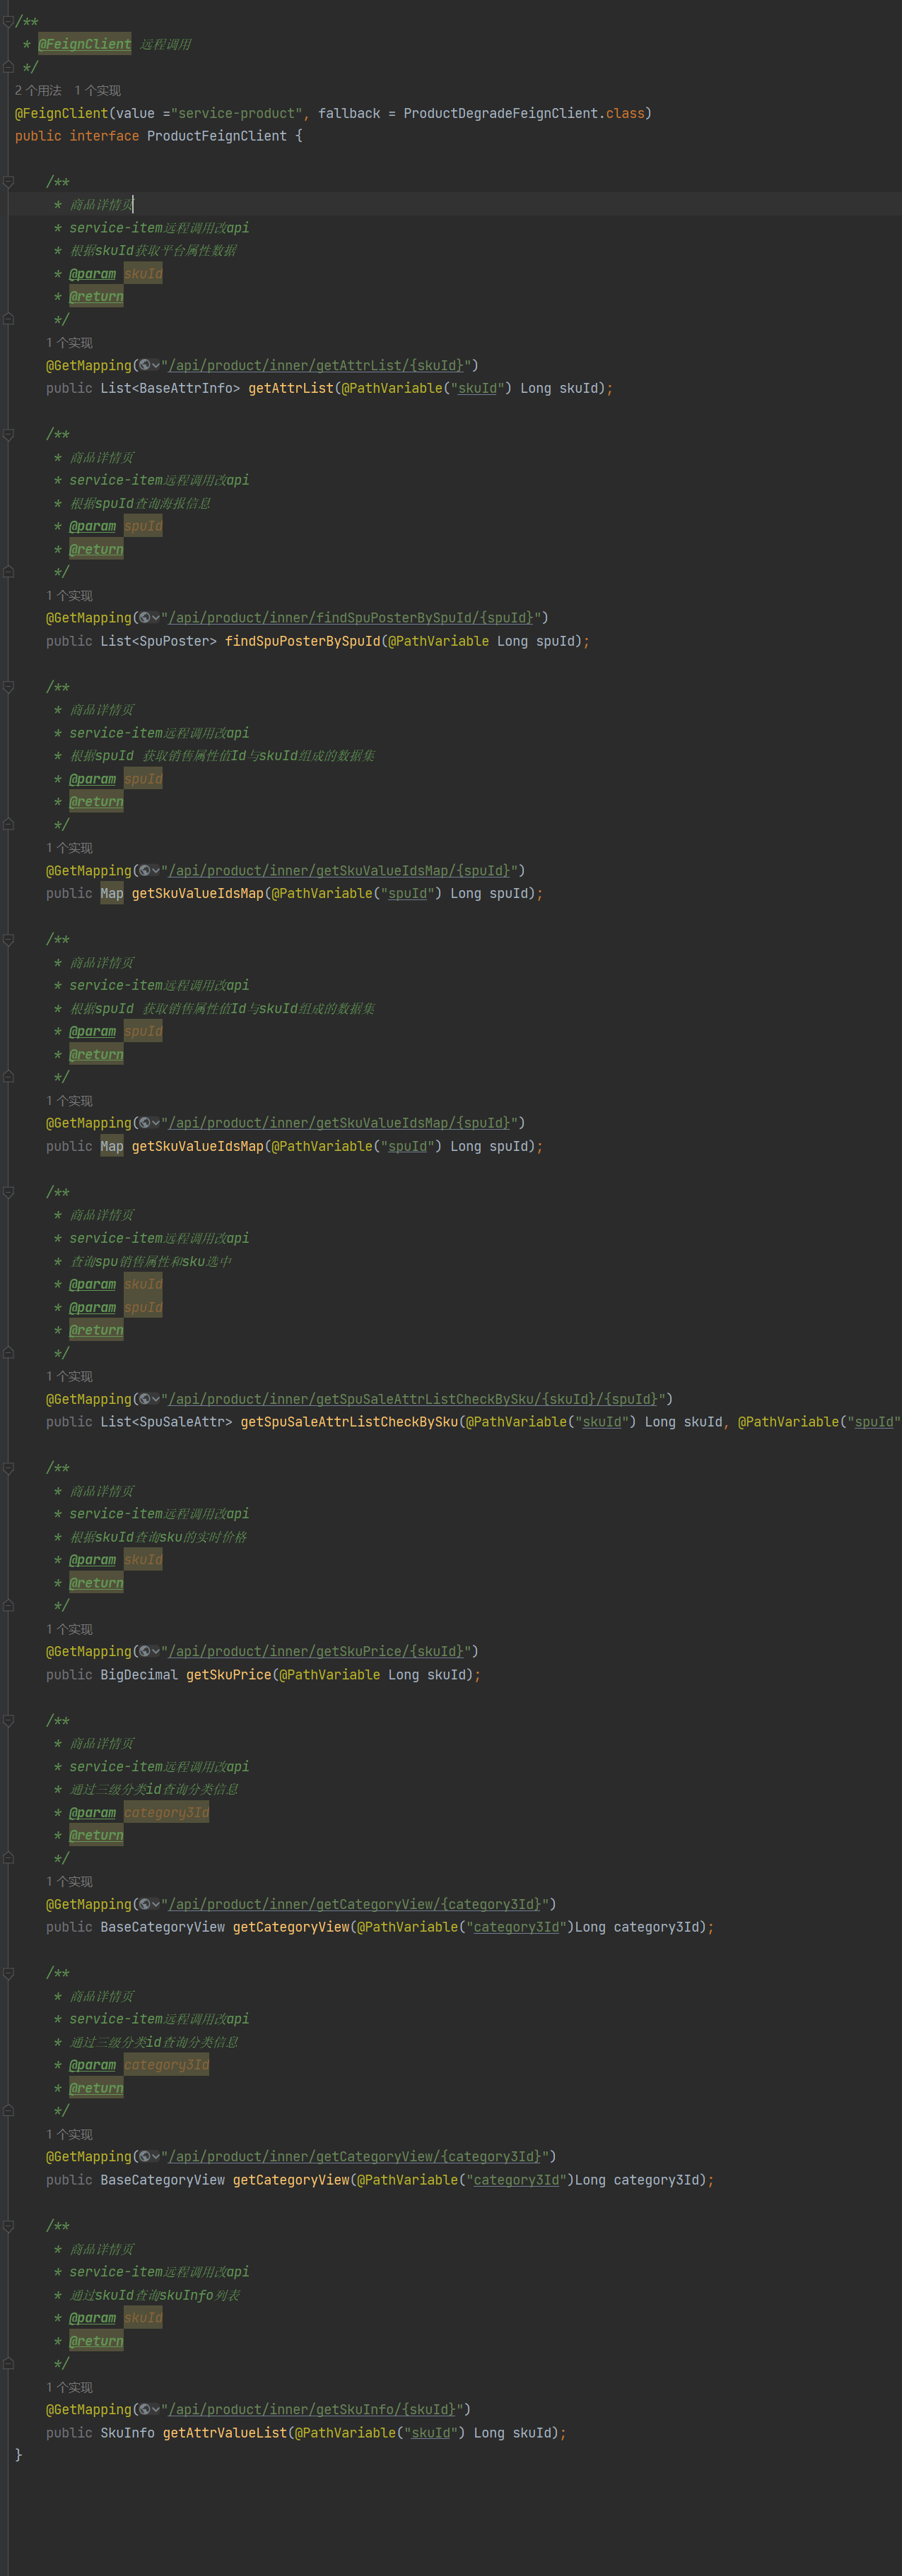 /**
 * @FeignClient 远程调用
 */
2 个用法 1 个实现
@FeignClient(value ="service-product", fallback = ProductDegradeFeignClient.class)
public interface ProductFeignClient {
/**
 * 商品详情页
 * service-item远程调用改api
 * 根据skuId获取平台属性数据
 * @param skuId
 * @return
 */
1 个实现
@GetMapping("/api/product/inner/getAttrList/{skuId}")
public List<BaseAttrInfo> getAttrList(@PathVariable("skuId") Long skuId);
/**
 * 商品详情页
 * service-item远程调用改api
 * 根据spuId查询海报信息
 * @param spuId
 * @return
 */
1 个实现
@GetMapping("/api/product/inner/findSpuPosterBySpuId/{spuId}")
public List<SpuPoster> findSpuPosterBySpuId(@PathVariable Long spuId);
/**
 * 商品详情页
 * service-item远程调用改api
 * 根据spuId 获取销售属性值Id与skuId组成的数据集
 * @param spuId
 * @return
 */
1 个实现
@GetMapping("/api/product/inner/getSkuValueIdsMap/{spuId}")
public Map getSkuValueIdsMap(@PathVariable("spuId") Long spuId);
/**
 * 商品详情页
 * service-item远程调用改api
 * 根据spuId 获取销售属性值Id与skuId组成的数据集
 * @param spuId
 * @return
 */
1 个实现
@GetMapping("/api/product/inner/getSkuValueIdsMap/{spuId}")
public Map getSkuValueIdsMap(@PathVariable("spuId") Long spuId);
/**
 * 商品详情页
 * service-item远程调用改api
 * 查询spu销售属性和sku选中
 * @param skuId
 * @param spuId
 * @return
 */
1 个实现
@GetMapping("/api/product/inner/getSpuSaleAttrListCheckBySku/{skuId}/{spuId}")
public List<SpuSaleAttr> getSpuSaleAttrListCheckBySku(@PathVariable("skuId") Long skuId, @PathVariable("spuId"
/**
 * 商品详情页
 * service-item远程调用改api
 * 根据skuId查询sku的实时价格
 * @param skuId
 * @return
 */
1 个实现
@GetMapping("/api/product/inner/getSkuPrice/{skuId}")
public BigDecimal getSkuPrice(@PathVariable Long skuId);
/**
 * 商品详情页
 * service-item远程调用改api
 * 通过三级分类id查询分类信息
 * @param category3Id
 * @return
 */
1 个实现
@GetMapping("/api/product/inner/getCategoryView/{category3Id}")
public BaseCategoryView getCategoryView(@PathVariable("category3Id")Long category3Id);
/**
 * 商品详情页
 * service-item远程调用改api
 * 通过三级分类id查询分类信息
 * @param category3Id
 * @return
 */
1 个实现
@GetMapping("/api/product/inner/getCategoryView/{category3Id}")
public BaseCategoryView getCategoryView(@PathVariable("category3Id")Long category3Id);
/**
 * 商品详情页
 * service-item远程调用改api
 * 通过skuId查询skuInfo列表
 * @param skuId
 * @return
 */
1 个实现
@GetMapping("/api/product/inner/getSkuInfo/{skuId}")
public SkuInfo getAttrValueList(@PathVariable("skuId") Long skuId);
}